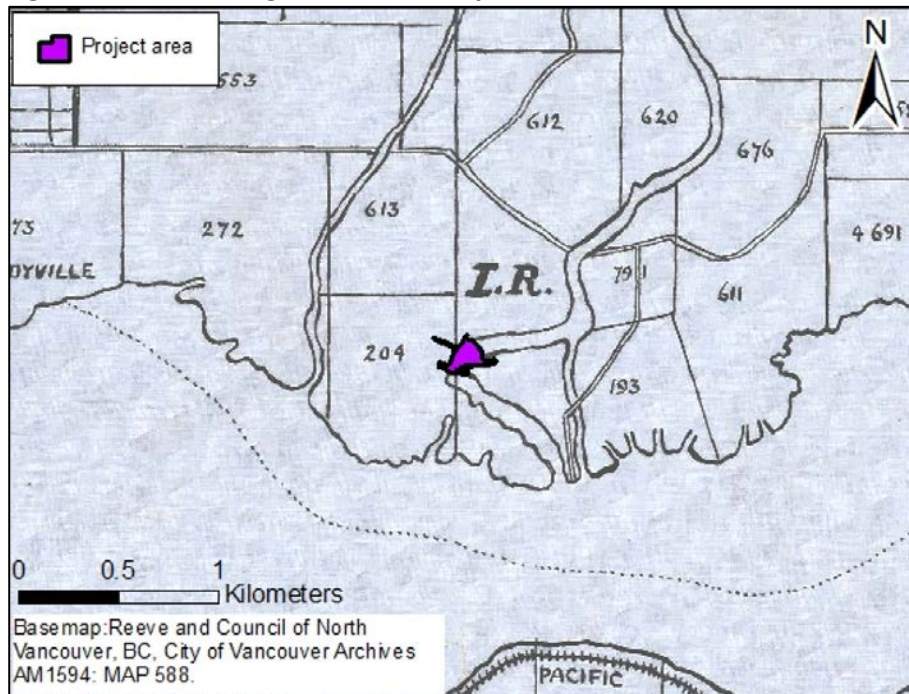 Project area
N
553
612
620
676
613
272
73
4 691
OYVILLE
I.R.
791
611
204
193
0 0.5 1
Kilometers
Basemap:Reeve and Council of North
Vancouver, BC, City of Vancouver Archives
AM1594: MAP 588.
PACIFIC